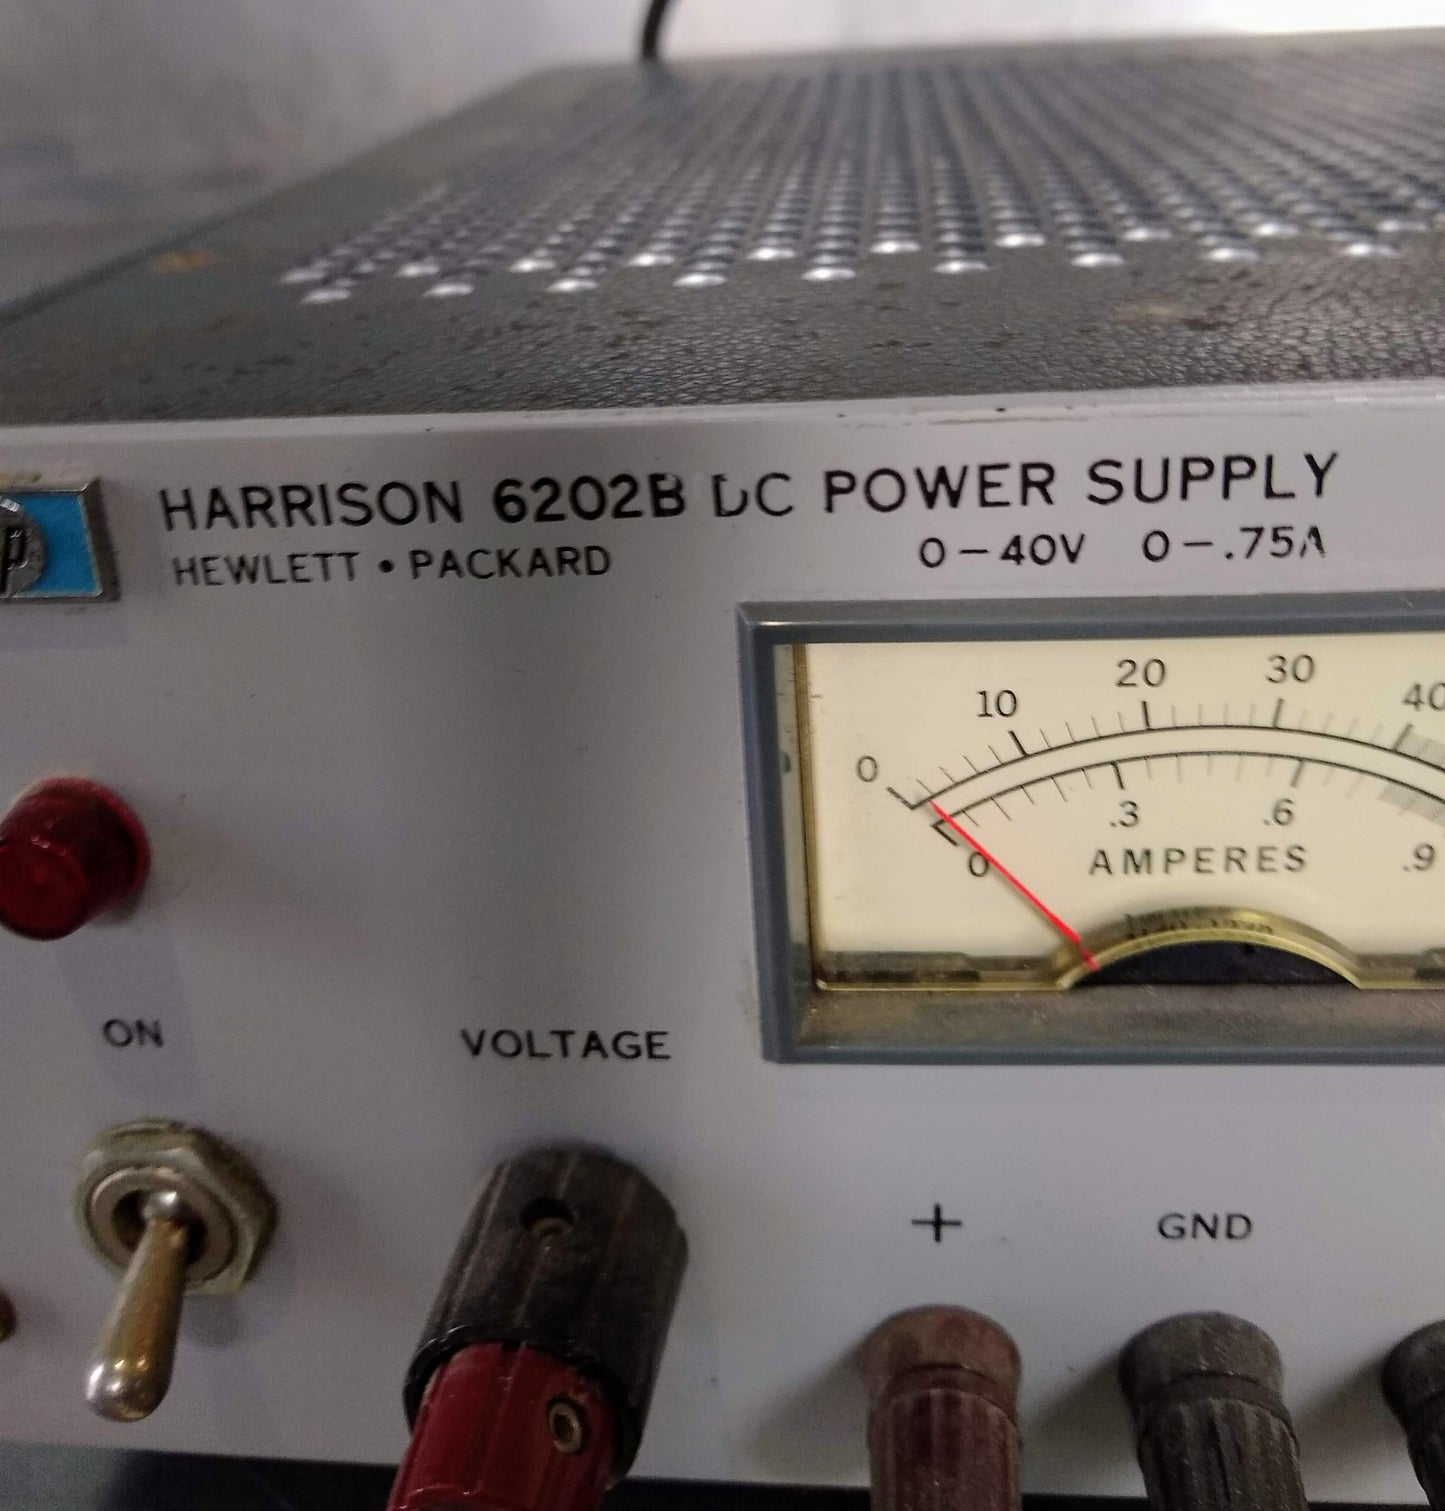 HARRISON 6202B DC POWER SUPPLY
HEWLETT • PACKARD
0-40V 0-.75A
0 10 20 30 40
0 .3 .6 .9
AMPERES
ON
VOLTAGE
+ GND